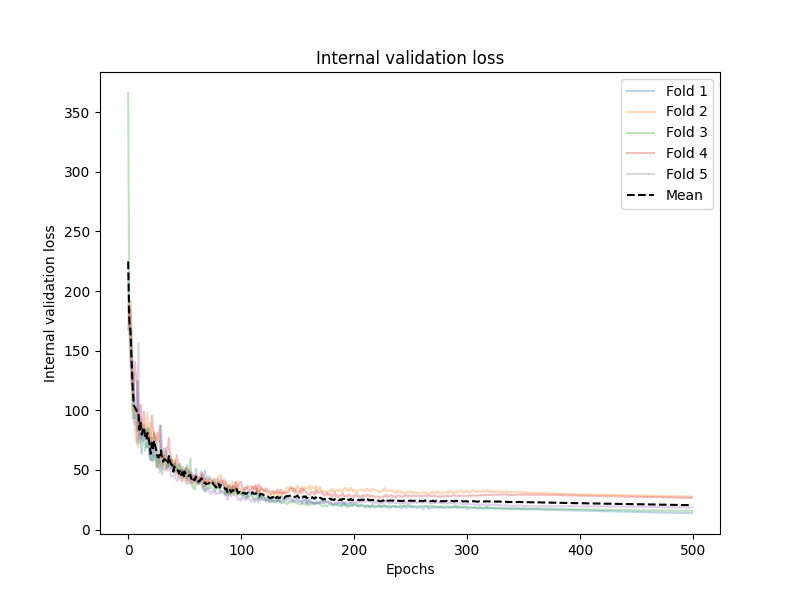 Internal validation loss
Fold 1
Fold 2
Fold 3
Fold 4
Fold 5
Mean
Internal validation loss
350
300
250
200
150
100
50
0
0 100 200 300 400 500
Epochs